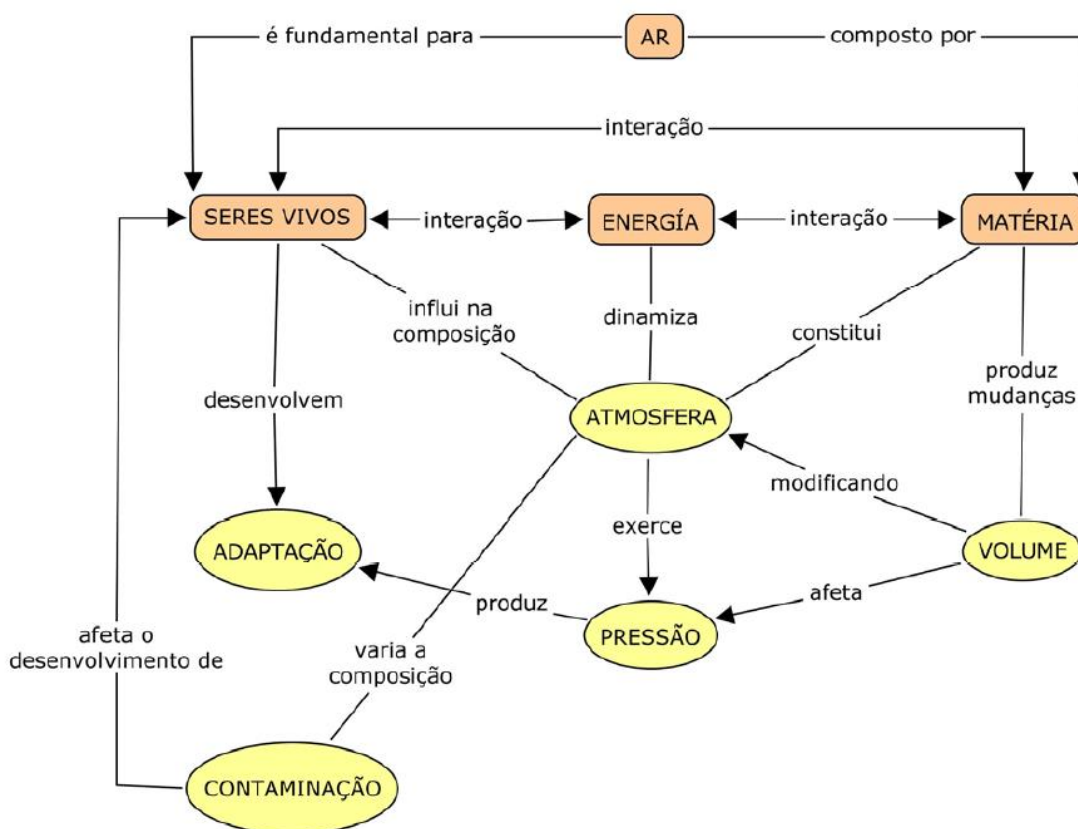 é fundamental para
AR
composto por
interação
SERES VIVOS
interação
ENERGÍA
interação
MATÉRIA
influi na
composição
dinamiza
constitui
produz
mudanças
desenvolvem
ATMOSFERA
modificando
exerce
ADAPTAÇÃO
VOLUME
produz
afeta
PRESSÃO
afeta o
desenvolvimento de
varia a
composição
CONTAMINAÇÃO